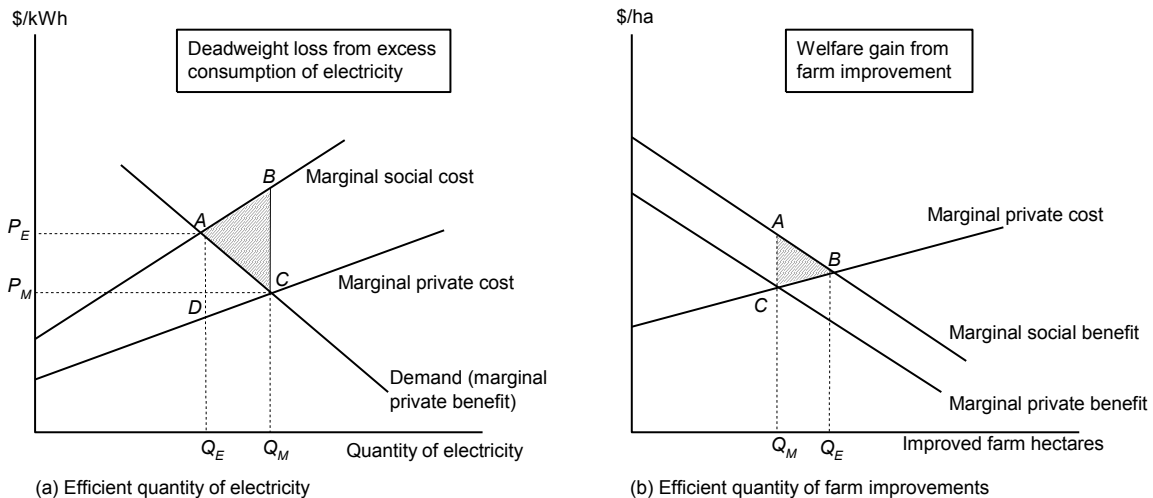 $/kWh
Deadweight loss from excess
consumption of electricity
B
Marginal social cost
A
P_E
P_M
C
Marginal private cost
D
Demand (marginal
private benefit)
Q_E
Q_M
Quantity of electricity
(a) Efficient quantity of electricity
$/ha
Welfare gain from
farm improvement
Marginal private cost
A
B
C
Marginal social benefit
Marginal private benefit
Q_M
Q_E
Improved farm hectares
(b) Efficient quantity of farm improvements